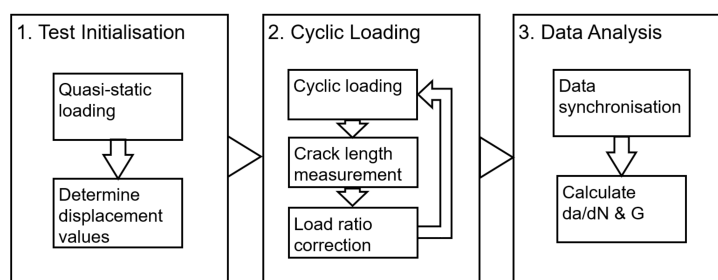 1. Test Initialisation
Quasi-static
loading
Determine
displacement
values
2. Cyclic Loading
Cyclic loading
Crack length
measurement
Load ratio
correction
3. Data Analysis
Data
synchronisation
Calculate
da/dN & G